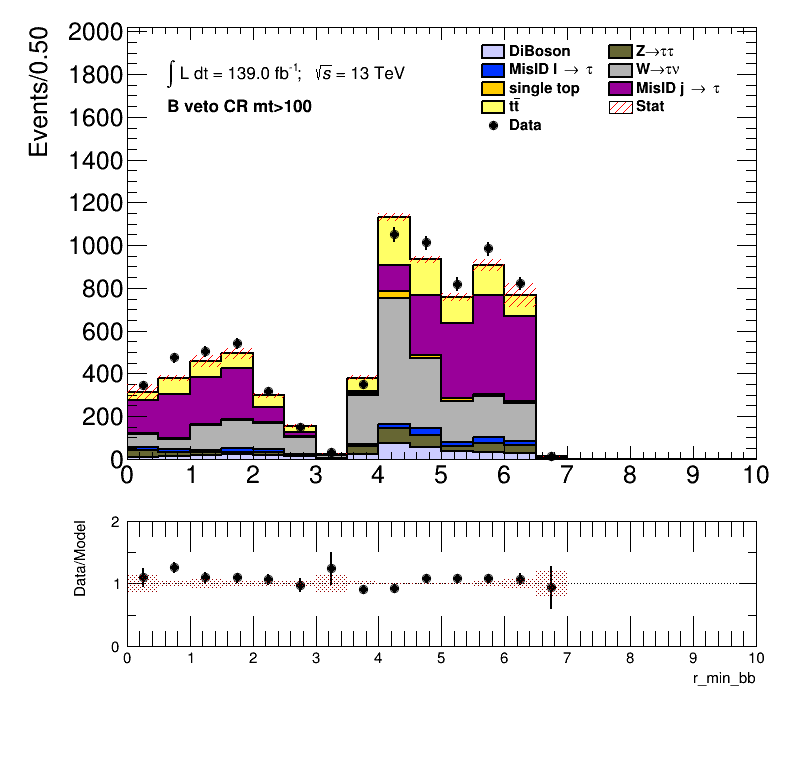 Events/0.50
2000
1800
1600
1400
1200
1000
800
600
400
200
0
∫ L dt = 139.0 fb⁻¹; √s = 13 TeV
B veto CR mt>100
DiBoson
MisID l → τ
single top
tt̄
Data
Z→ττ
W→τν
MisID j → τ
Stat
0 1 2 3 4 5 6 7 8 9 10
Data/Model
2
1
0
0 1 2 3 4 5 6 7 8 9 10
r_min_bb